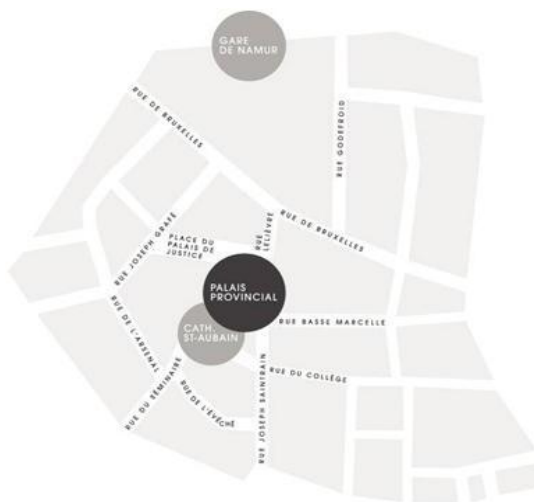 GARE
DE NAMUR
RUE DE BRUXELLES
RUE GODEFROID
RUE JOSEPH GRAFÉ
PLACE DU
PALAIS DE
JUSTICE
RUE
LELIÈVRE
RUE DE BRUXELLES
PALAIS
PROVINCIAL
RUE DE L'ARSENAL
CATH.
ST-AUBAIN
RUE BASSE MARCELLE
RUE DU SÉMINAIRE
RUE DE L'ÉVÊCHÉ
RUE JOSEPH SAINTRAIN
RUE DU COLLÈGE